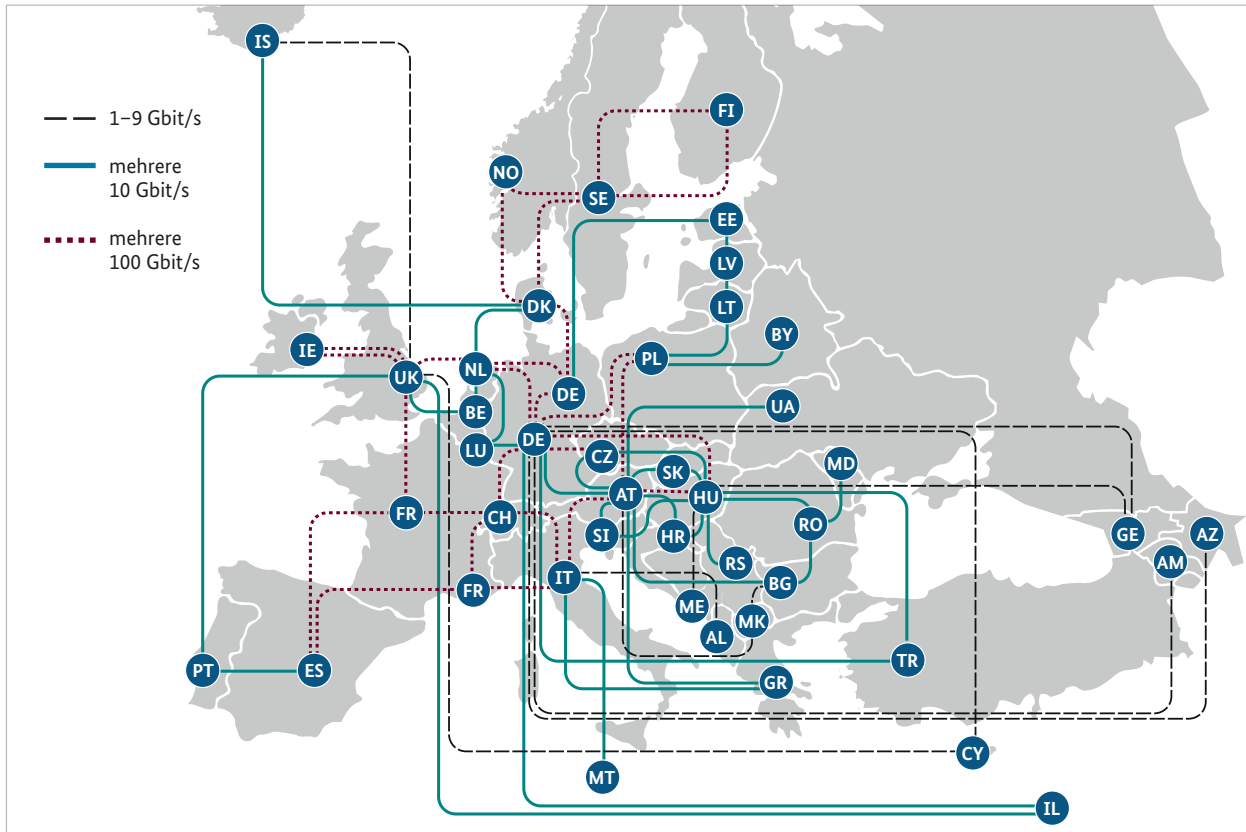 IS
1–9 Gbit/s
mehrere
10 Gbit/s
mehrere
100 Gbit/s
FI
NO
SE
EE
LV
DK
LT
BY
IE
PL
NL
UK
DE
BE
UA
DE
LU
CZ
SK
MD
AT
HU
FR
CH
RO
SI
HR
GE
AZ
RS
AM
IT
BG
FR
ME
MK
AL
PT
ES
TR
GR
CY
MT
IL